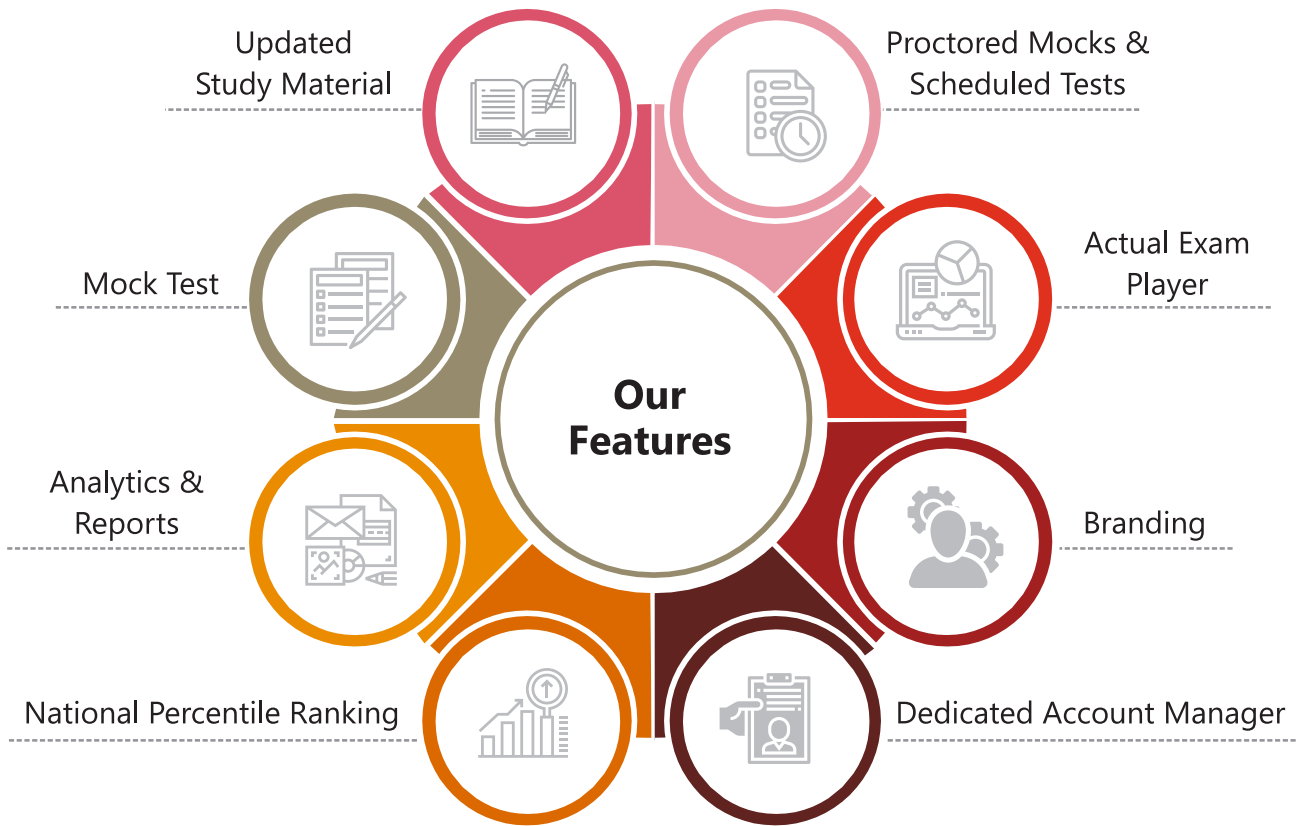 Updated
Study Material
Proctored Mocks &
Scheduled Tests
Mock Test
Actual Exam
Player
Our
Features
Analytics &
Reports
Branding
National Percentile Ranking
Dedicated Account Manager